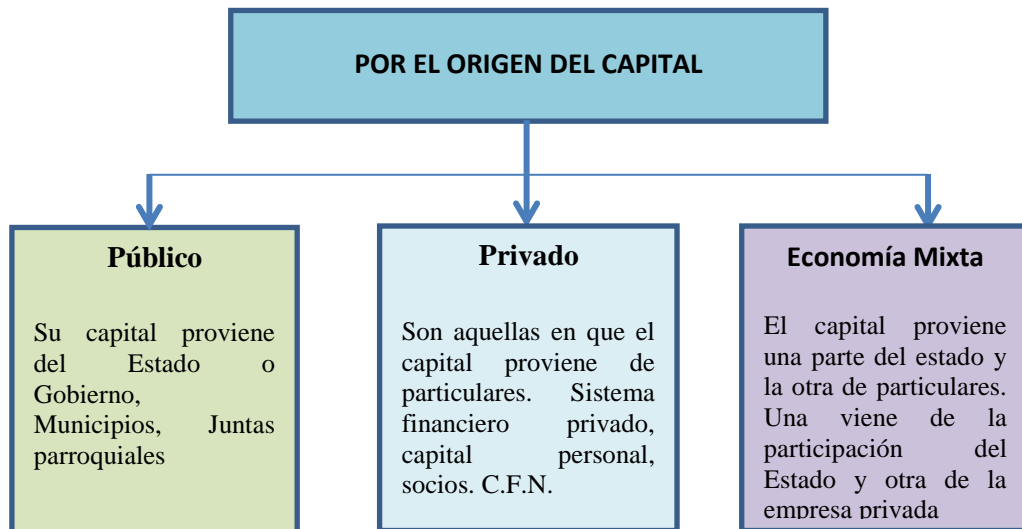 POR EL ORIGEN DEL CAPITAL
Público
Su capital proviene
del Estado o
Gobierno,
Municipios, Juntas
parroquiales
Privado
Son aquellas en que el
capital proviene de
particulares. Sistema
financiero privado,
capital personal,
socios. C.F.N.
Economía Mixta
El capital proviene
una parte del estado y
la otra de particulares.
Una viene de la
participación del
Estado y otra de la
empresa privada